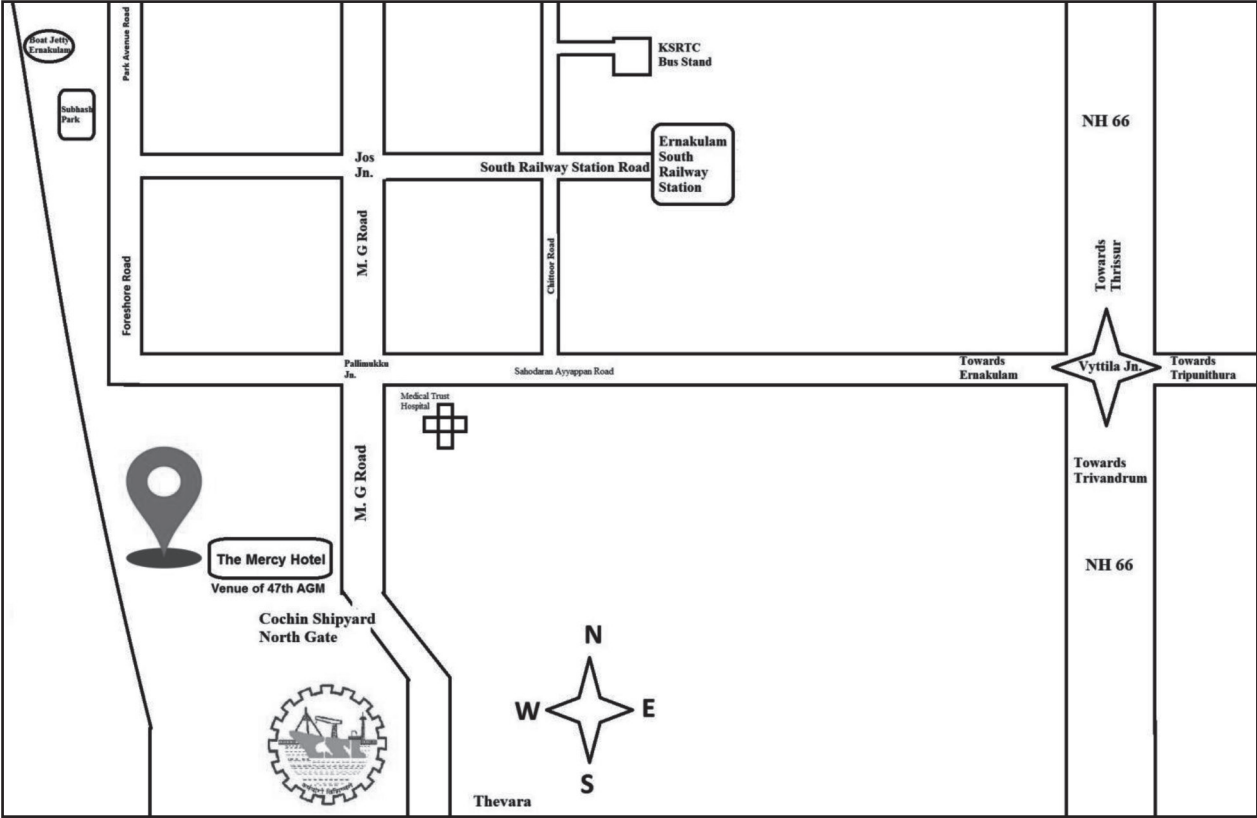 Boat Jetty
Ernakulam
Park Avenue Road
KSRTC
Bus Stand
Subhash
Park
NH 66
Jos
Jn.
South Railway Station Road
Ernakulam
South
Railway
Station
M. G Road
Chittoor Road
Foreshore Road
Towards
Thrissur
Pallimukku
Jn.
Sahodaran Ayyappan Road
Towards
Ernakulam
Vyttila Jn.
Towards
Tripunithura
Medical Trust
Hospital
M. G Road
Towards
Trivandrum
The Mercy Hotel
Venue of 47th AGM
NH 66
Cochin Shipyard
North Gate
N
W
E
S
Thevara